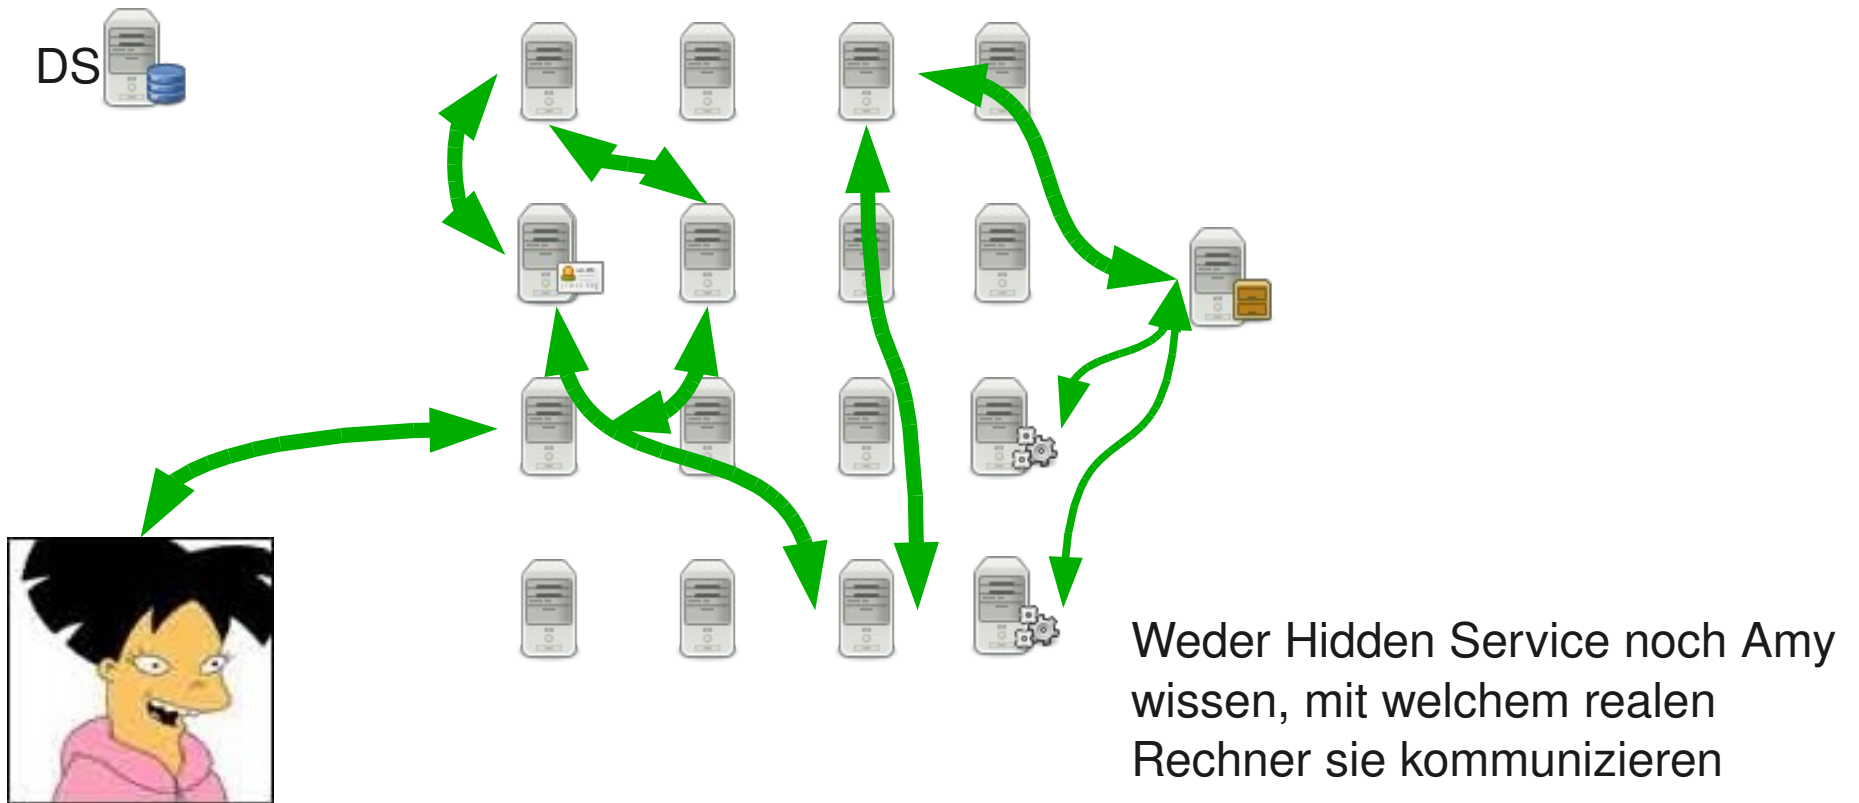 DS
Weder Hidden Service noch Amy
wissen, mit welchem realen
Rechner sie kommunizieren